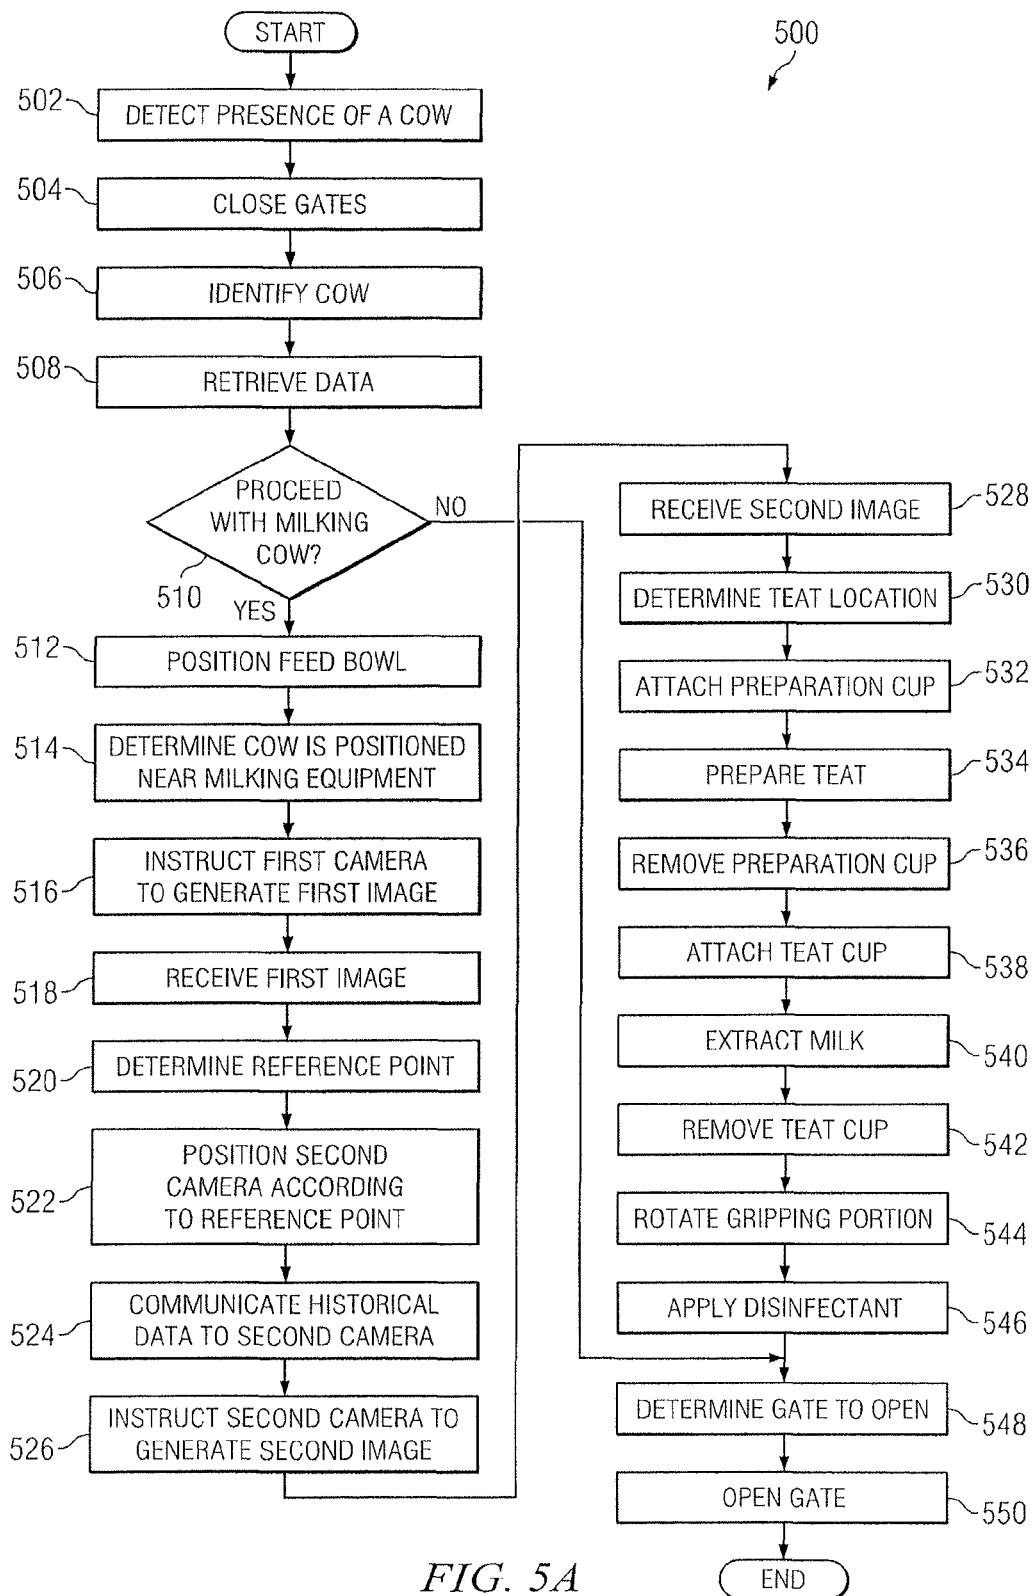 START
500
502
DETECT PRESENCE OF A COW
504
CLOSE GATES
506
IDENTIFY COW
508
RETRIEVE DATA
PROCEED
WITH MILKING
COW?
510
NO
YES
512
POSITION FEED BOWL
514
DETERMINE COW IS POSITIONED
NEAR MILKING EQUIPMENT
516
INSTRUCT FIRST CAMERA
TO GENERATE FIRST IMAGE
518
RECEIVE FIRST IMAGE
520
DETERMINE REFERENCE POINT
522
POSITION SECOND
CAMERA ACCORDING
TO REFERENCE POINT
524
COMMUNICATE HISTORICAL
DATA TO SECOND CAMERA
526
INSTRUCT SECOND CAMERA TO
GENERATE SECOND IMAGE
RECEIVE SECOND IMAGE
528
DETERMINE TEAT LOCATION
530
ATTACH PREPARATION CUP
532
PREPARE TEAT
534
REMOVE PREPARATION CUP
536
ATTACH TEAT CUP
538
EXTRACT MILK
540
REMOVE TEAT CUP
542
ROTATE GRIPPING PORTION
544
APPLY DISINFECTANT
546
DETERMINE GATE TO OPEN
548
OPEN GATE
550
END
FIG. 5A